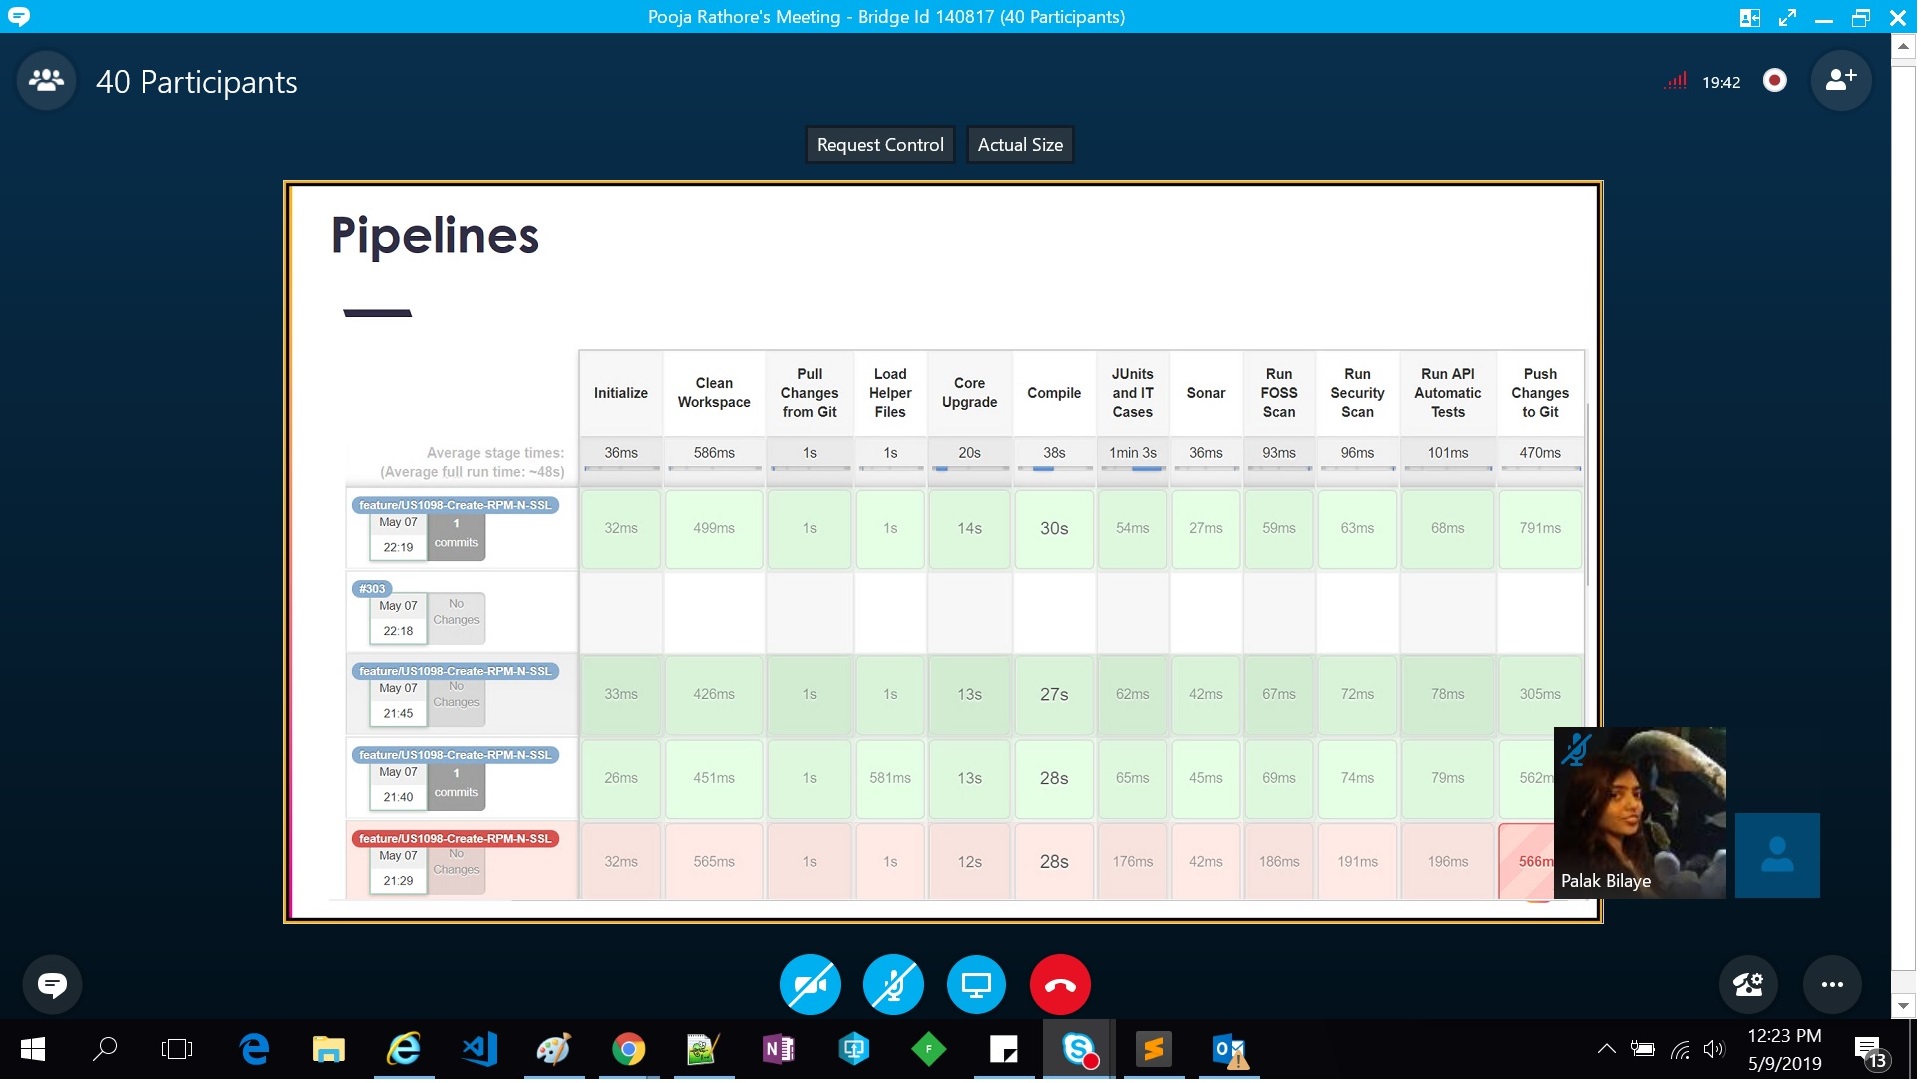 Pooja Rathore's Meeting - Bridge Id 140817 (40 Participants)
40 Participants
19:42
Request Control
Actual Size
Pipelines
Initialize
Clean
Workspace
Pull
Changes
from Git
Load
Helper
Files
Core
Upgrade
Compile
JUnits
and IT
Cases
Sonar
Run
FOSS
Scan
Run
Security
Scan
Run API
Automatic
Tests
Push
Changes
to Git
Average stage times:
(Average full run time: ~48s)
36ms 586ms 1s 1s 20s 38s 1min 3s 36ms 93ms 96ms 101ms 470ms
feature/US1098-Create-RPM-N-SSL
May 07
22:19
1
commits
32ms 499ms 1s 1s 14s 30s 54ms 27ms 59ms 63ms 68ms 791ms
#303
May 07
22:18
No
Changes
feature/US1098-Create-RPM-N-SSL
May 07
21:45
No
Changes
33ms 426ms 1s 1s 13s 27s 62ms 42ms 67ms 72ms 78ms 305ms
feature/US1098-Create-RPM-N-SSL
May 07
21:40
1
commits
26ms 451ms 1s 581ms 13s 28s 65ms 45ms 69ms 74ms 79ms 562m
feature/US1098-Create-RPM-N-SSL
May 07
21:29
No
Changes
32ms 565ms 1s 1s 12s 28s 176ms 42ms 186ms 191ms 196ms 566m
Palak Bilaye
12:23 PM
5/9/2019
13